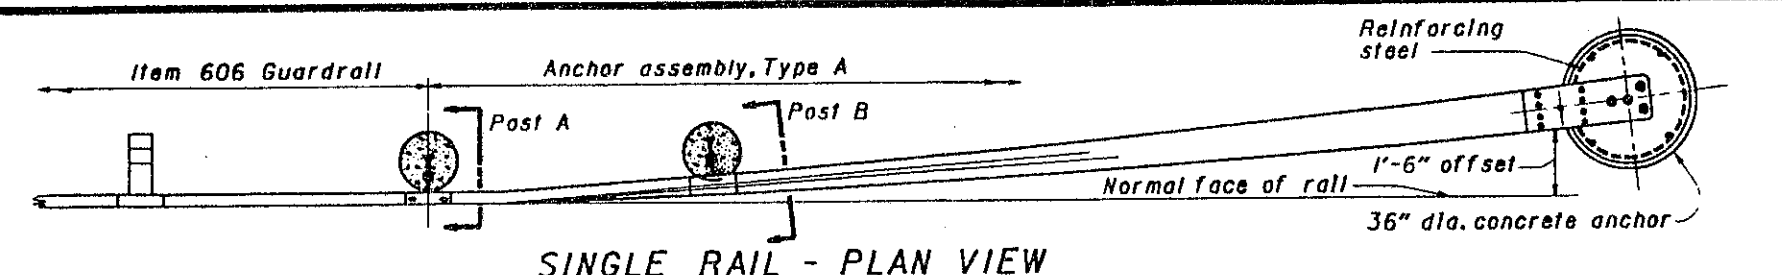 Reinforcing
steel
Item 606 Guardrail
Anchor assembly, Type A
Post A
Post B
1'-6" offset
Normal face of rail
36" dia. concrete anchor
SINGLE RAIL - PLAN VIEW